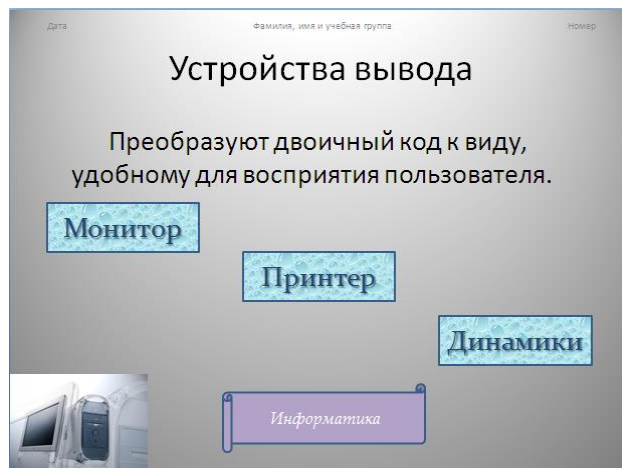 Дата
Фамилия, имя и учебная группа
Номер
Устройства вывода
Преобразуют двоичный код к виду,
удобному для восприятия пользователя.
Монитор
Принтер
Динамики
Информатика